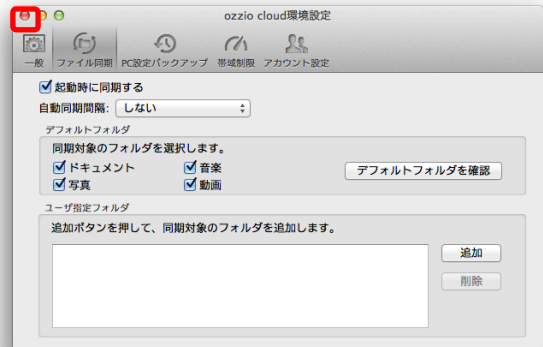 ozzio cloud環境設定
一般 ファイル同期 PC設定バックアップ 帯域制限 アカウント設定
起動時に同期する
自動同期間隔: しない
デフォルトフォルダ
同期対象のフォルダを選択します。
ドキュメント 音楽 デフォルトフォルダを確認
写真 動画
ユーザ指定フォルダ
追加ボタンを押して、同期対象のフォルダを追加します。
追加
削除